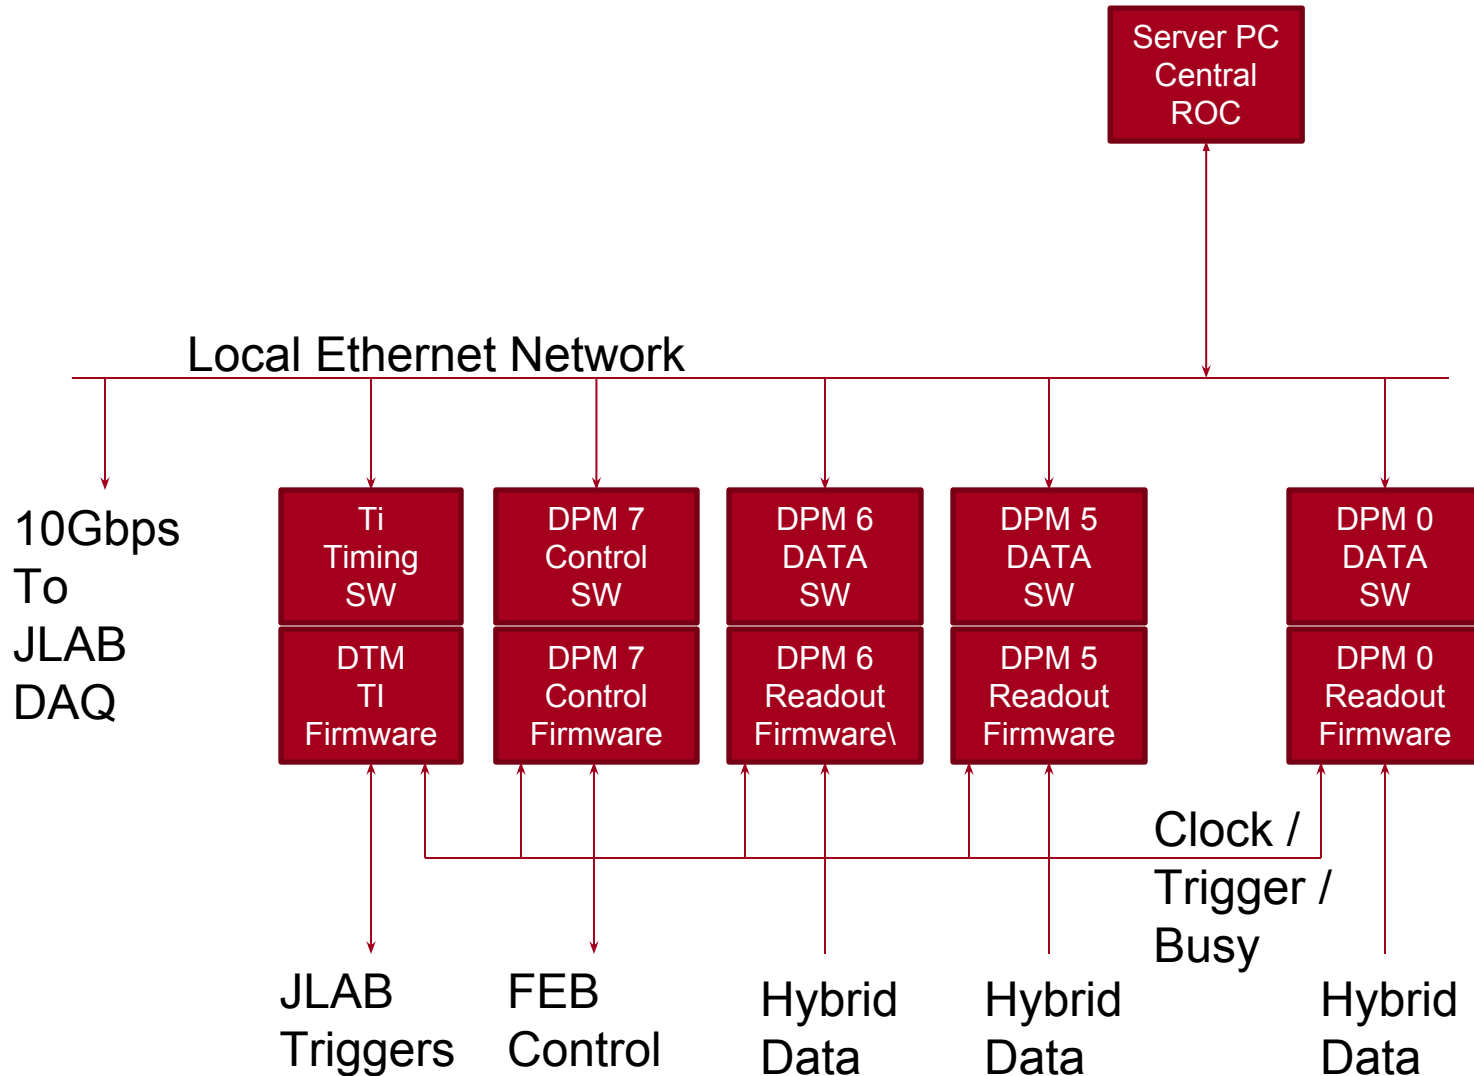 Server PC
Central
ROC
Local Ethernet Network
10Gbps
To
JLAB
DAQ
Ti
Timing
SW
DPM 7
Control
SW
DPM 6
DATA
SW
DPM 5
DATA
SW
DPM 0
DATA
SW
DTM
TI
Firmware
DPM 7
Control
Firmware
DPM 6
Readout
Firmware\
DPM 5
Readout
Firmware
DPM 0
Readout
Firmware
Clock /
Trigger /
Busy
JLAB
Triggers
FEB
Control
Hybrid
Data
Hybrid
Data
Hybrid
Data